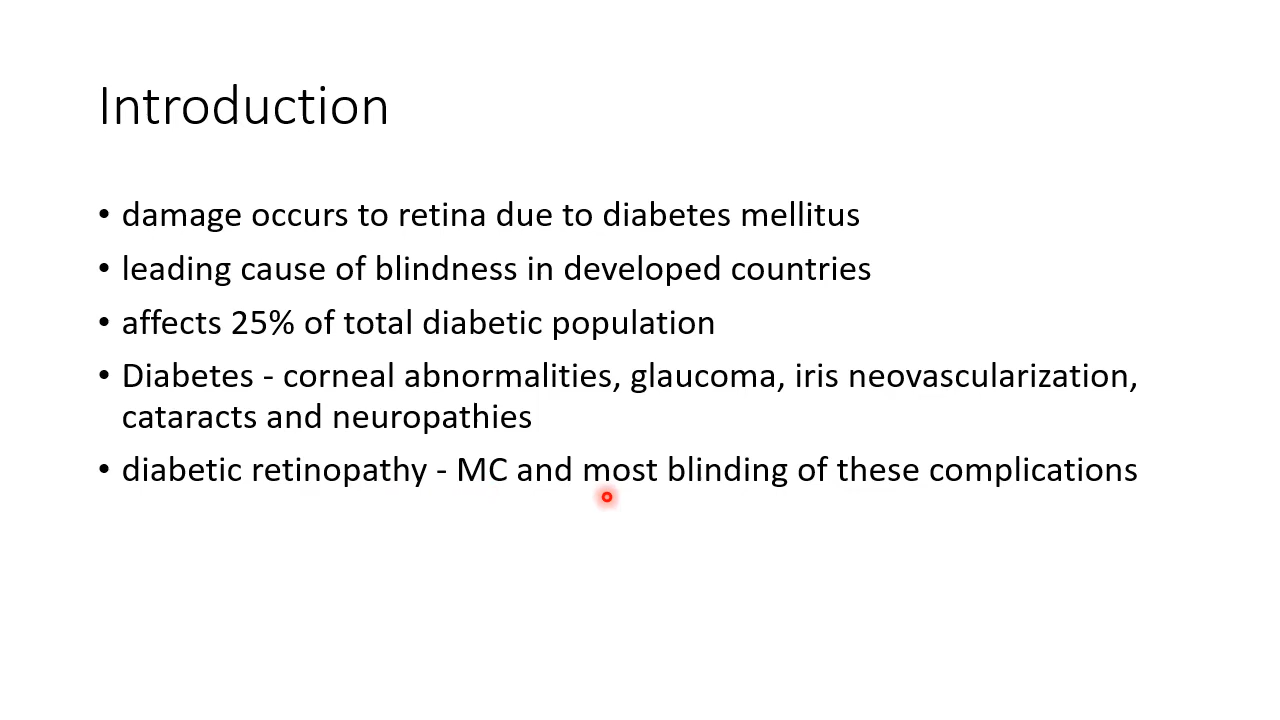 Introduction
• damage occurs to retina due to diabetes mellitus
• leading cause of blindness in developed countries
• affects 25% of total diabetic population
• Diabetes - corneal abnormalities, glaucoma, iris neovascularization,
cataracts and neuropathies
• diabetic retinopathy - MC and most blinding of these complications